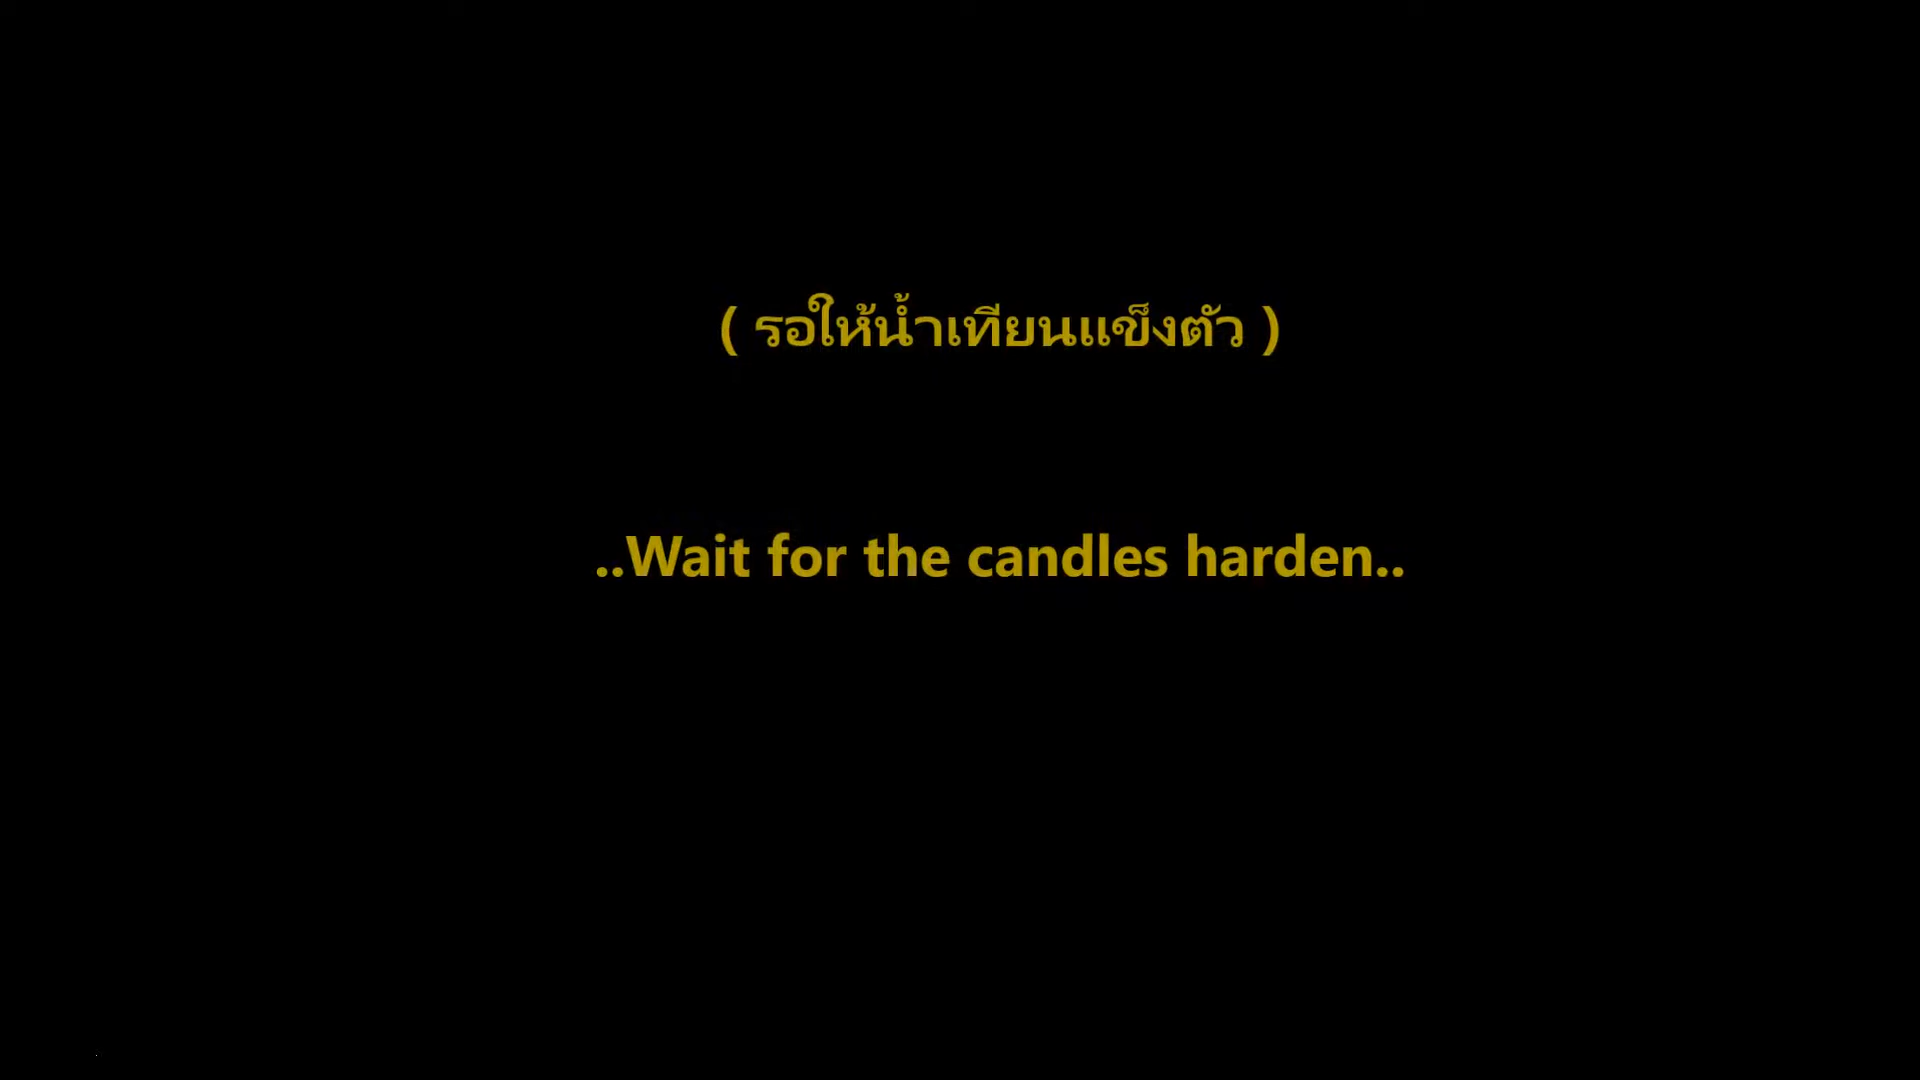 ( รอให้น้ำเทียนแข็งตัว )
..Wait for the candles harden..